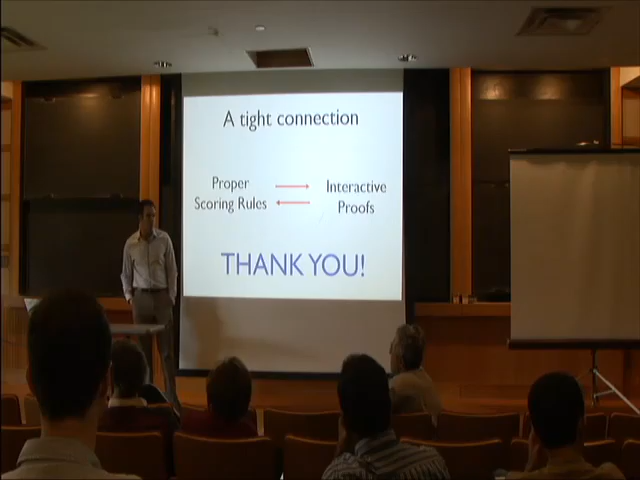 A tight connection
Proper
Scoring Rules
Interactive
Proofs
THANK YOU!